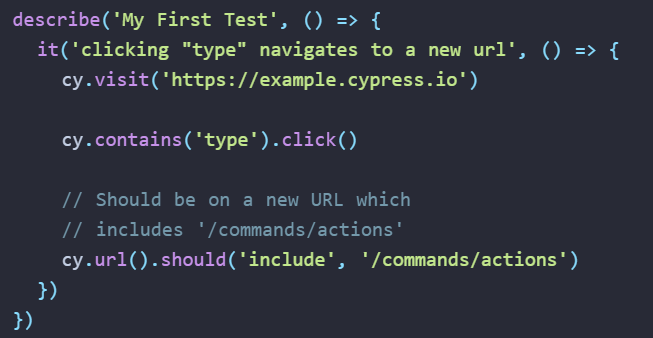 describe('My First Test', () => {
  it('clicking "type" navigates to a new url', () => {
    cy.visit('https://example.cypress.io')

    cy.contains('type').click()

    // Should be on a new URL which
    // includes '/commands/actions'
    cy.url().should('include', '/commands/actions')
  })
})